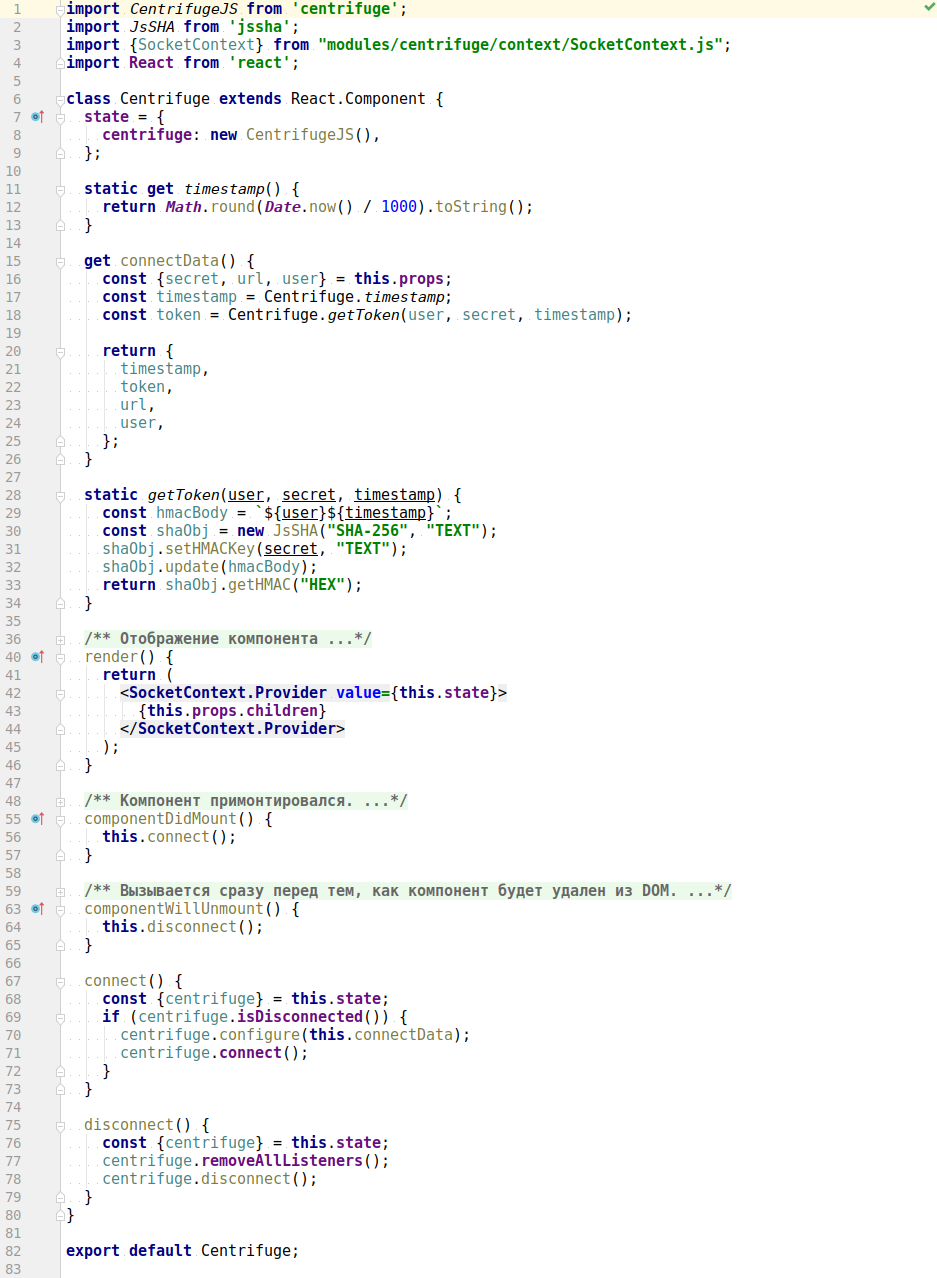 1 import CentrifugeJS from 'centrifuge';
2 import JsSHA from 'jssha';
3 import {SocketContext} from "modules/centrifuge/context/SocketContext.js";
4 import React from 'react';
5
6 class Centrifuge extends React.Component {
7   state = {
8     centrifuge: new CentrifugeJS(),
9   };
10
11   static get timestamp() {
12     return Math.round(Date.now() / 1000).toString();
13   }
14
15   get connectData() {
16     const {secret, url, user} = this.props;
17     const timestamp = Centrifuge.timestamp;
18     const token = Centrifuge.getToken(user, secret, timestamp);
19
20     return {
21       timestamp,
22       token,
23       url,
24       user,
25     };
26   }
27
28   static getToken(user, secret, timestamp) {
29     const hmacBody = `${user}${timestamp}`;
30     const shaObj = new JsSHA("SHA-256", "TEXT");
31     shaObj.setHMACKey(secret, "TEXT");
32     shaObj.update(hmacBody);
33     return shaObj.getHMAC("HEX");
34   }
35
36   /** Отображение компонента ...*/
40   render() {
41     return (
42       <SocketContext.Provider value={this.state}>
43         {this.props.children}
44       </SocketContext.Provider>
45     );
46   }
47
48   /** Компонент примонтировался. ...*/
55   componentDidMount() {
56     this.connect();
57   }
58
59   /** Вызывается сразу перед тем, как компонент будет удален из DOM. ...*/
63   componentWillUnmount() {
64     this.disconnect();
65   }
66
67   connect() {
68     const {centrifuge} = this.state;
69     if (centrifuge.isDisconnected()) {
70       centrifuge.configure(this.connectData);
71       centrifuge.connect();
72     }
73   }
74
75   disconnect() {
76     const {centrifuge} = this.state;
77     centrifuge.removeAllListeners();
78     centrifuge.disconnect();
79   }
80 }
81
82 export default Centrifuge;
83